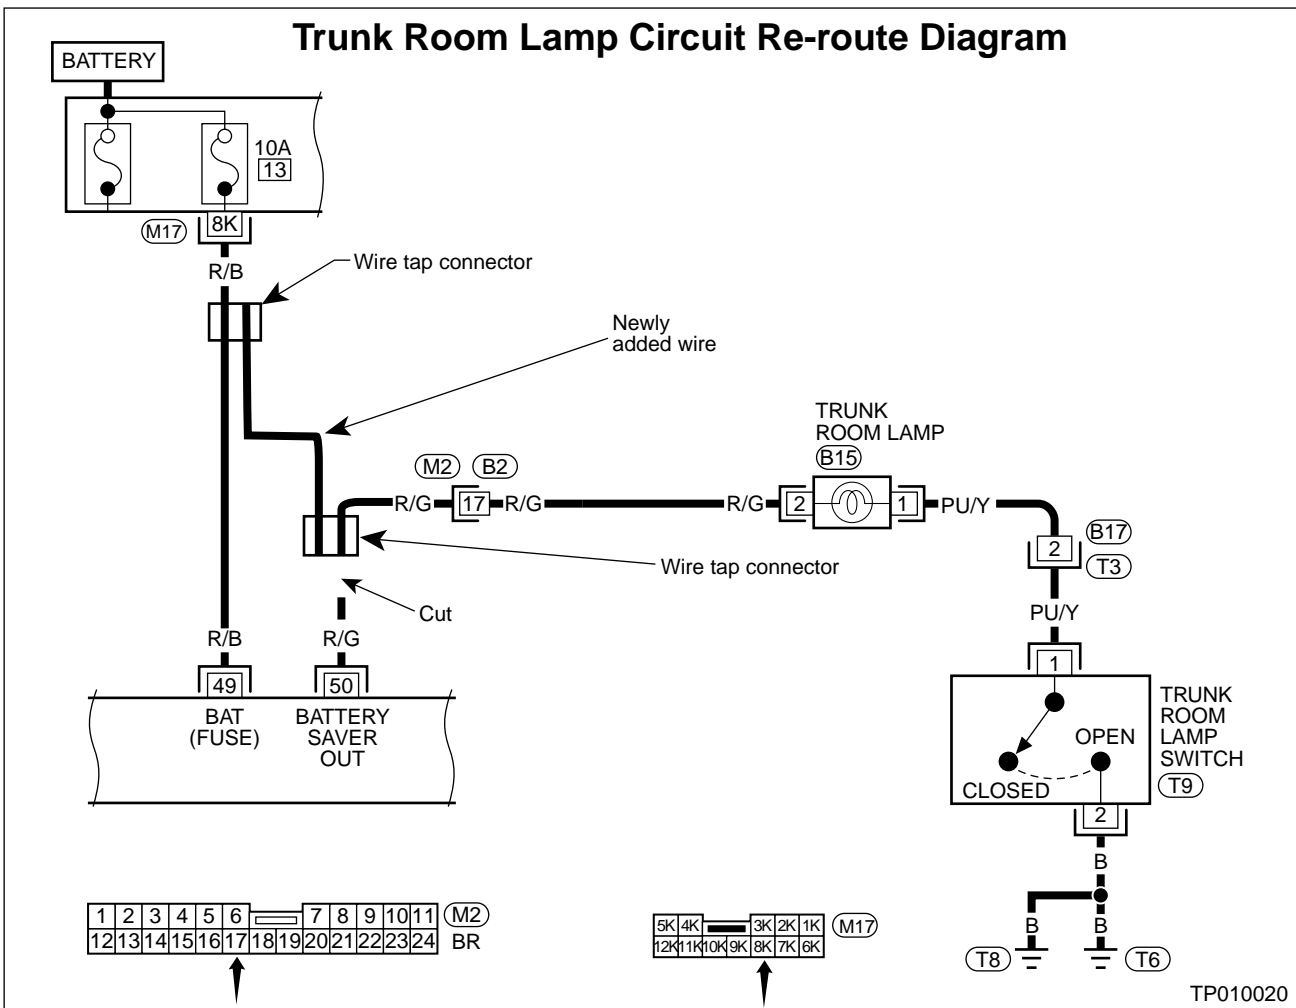 Trunk Room Lamp Circuit Re-route Diagram
BATTERY
10A
13
M17
8K
R/B
Wire tap connector
Newly
added wire
TRUNK
ROOM LAMP
B15
M2
B2
R/G
17
R/G
R/G
2
1
PU/Y
B17
2
T3
Wire tap connector
Cut
PU/Y
R/B
R/G
1
49
50
BAT
(FUSE)
BATTERY
SAVER
OUT
TRUNK
ROOM
LAMP
SWITCH
T9
OPEN
CLOSED
2
B
B
B
T8
T6
1 2 3 4 5 6 7 8 9 10 11
M2
12 13 14 15 16 17 18 19 20 21 22 23 24
BR
5K 4K 3K 2K 1K
M17
12K 11K 10K 9K 8K 7K 6K
TP010020